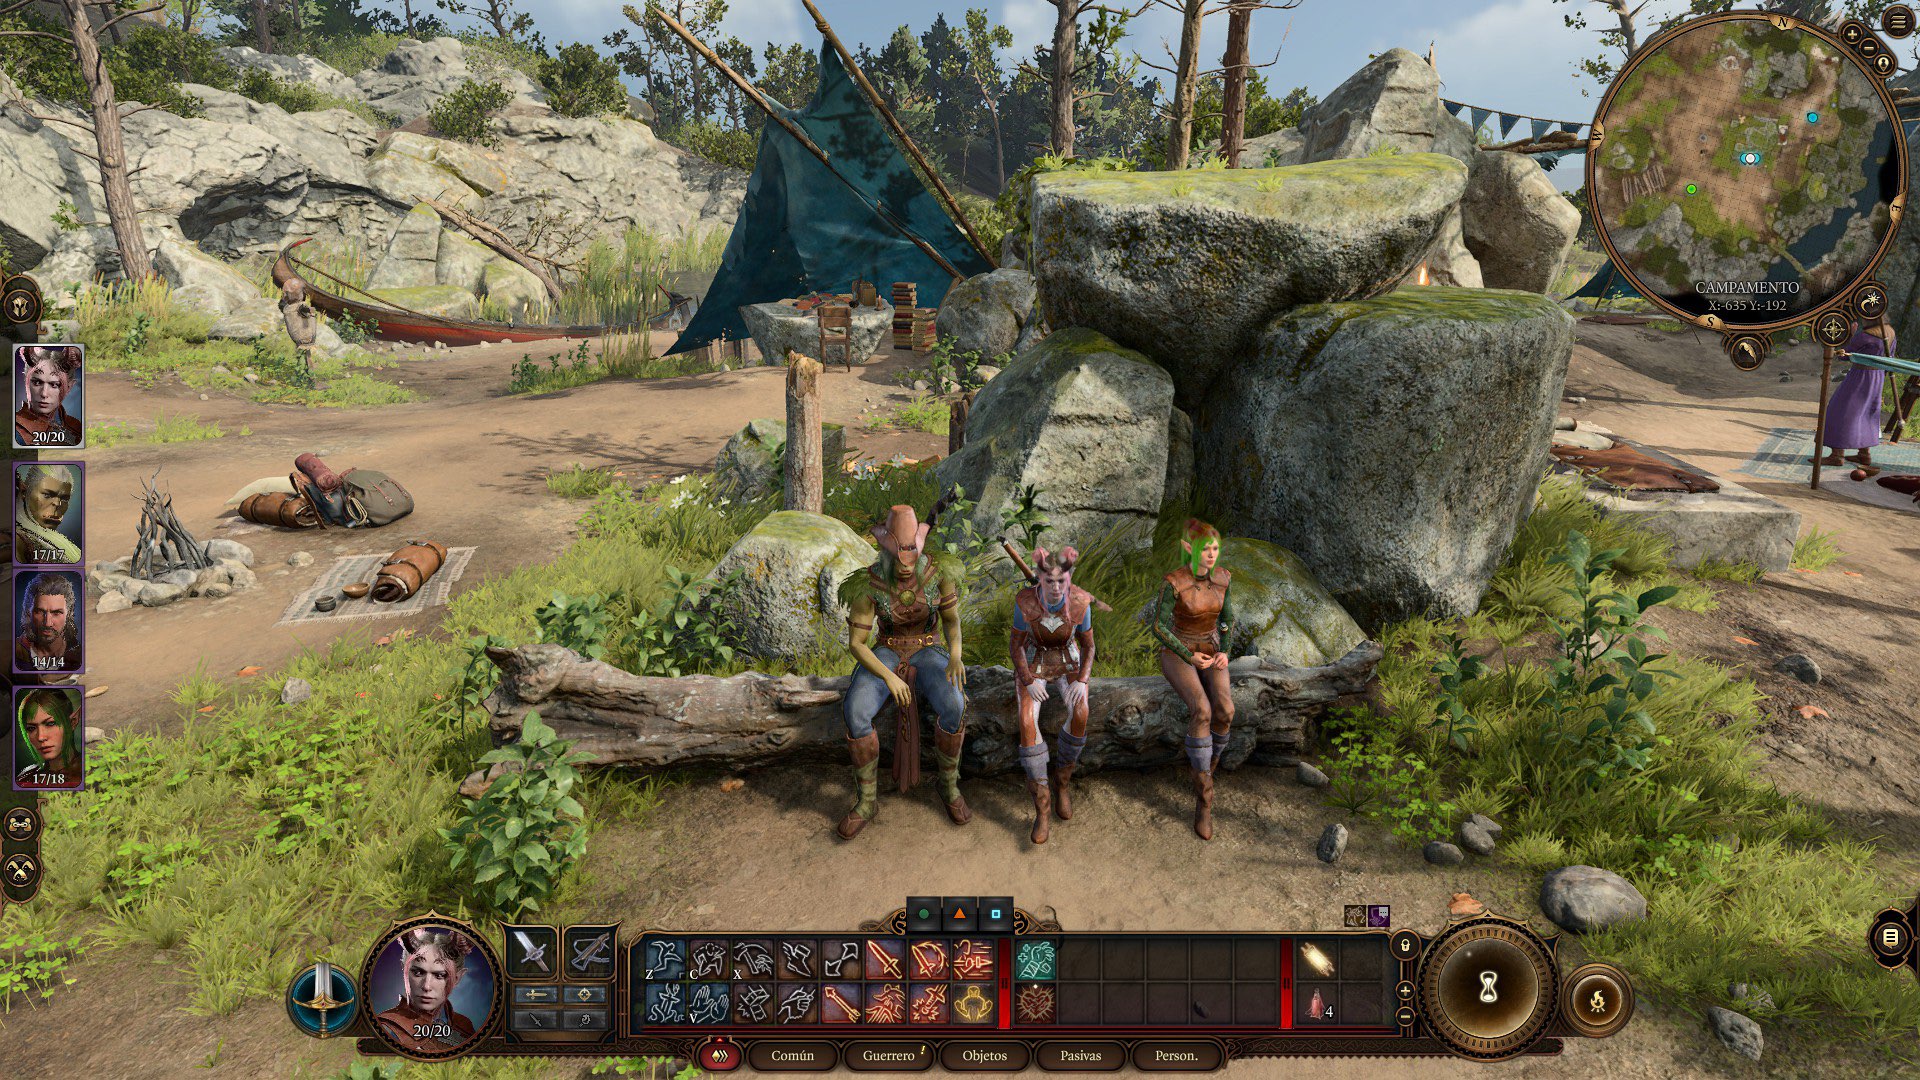 N
W
E
S
CAMPAMENTO
X:-635 Y:-192
20/20
17/17
14/14
17/18
20/20
Z
C
X
V
4
Común
Guerrero !
Objetos
Pasivas
Person.